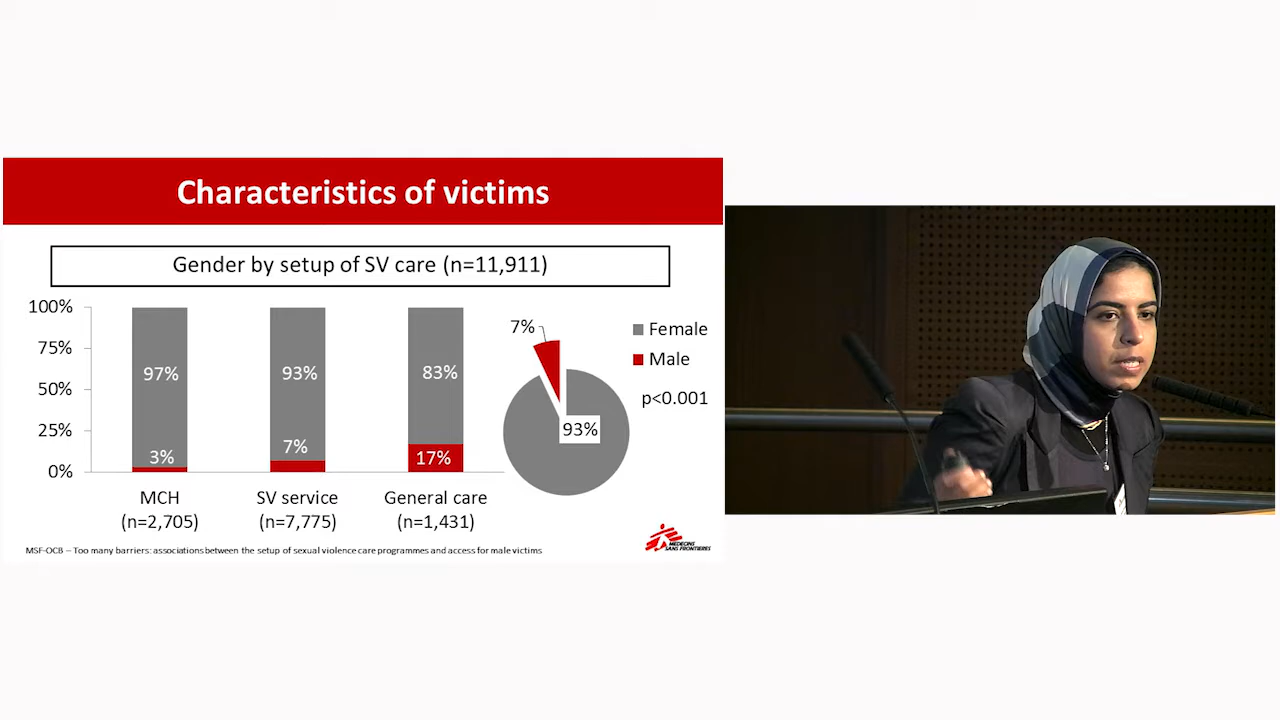 Characteristics of victims
Gender by setup of SV care (n=11,911)
100%
75%
50%
25%
0%
97%
3%
93%
7%
83%
17%
MCH
(n=2,705)
SV service
(n=7,775)
General care
(n=1,431)
7%
93%
Female
Male
p<0.001
MSF-OCB – Too many barriers: associations between the setup of sexual violence care programmes and access for male victims
MEDECINS
SANS FRONTIERES